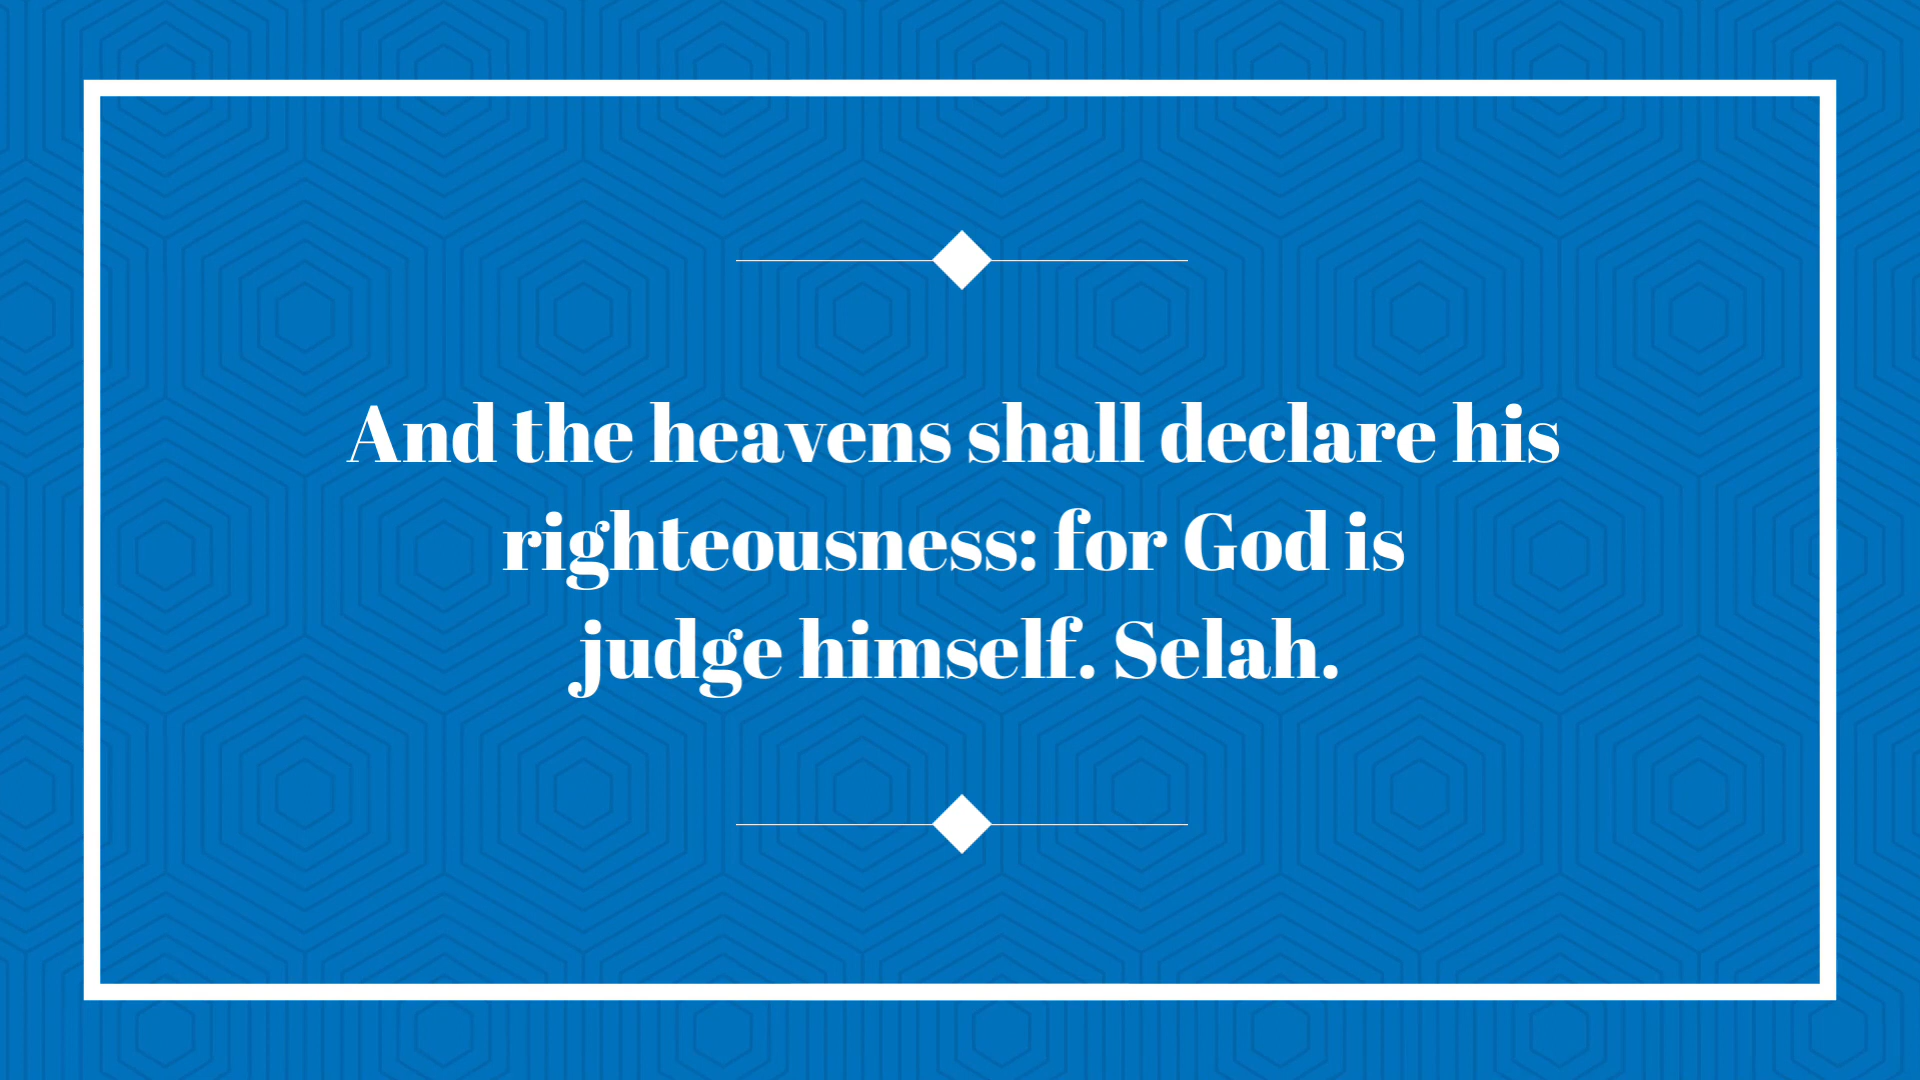 And the heavens shall declare his
righteousness: for God is
judge himself. Selah.